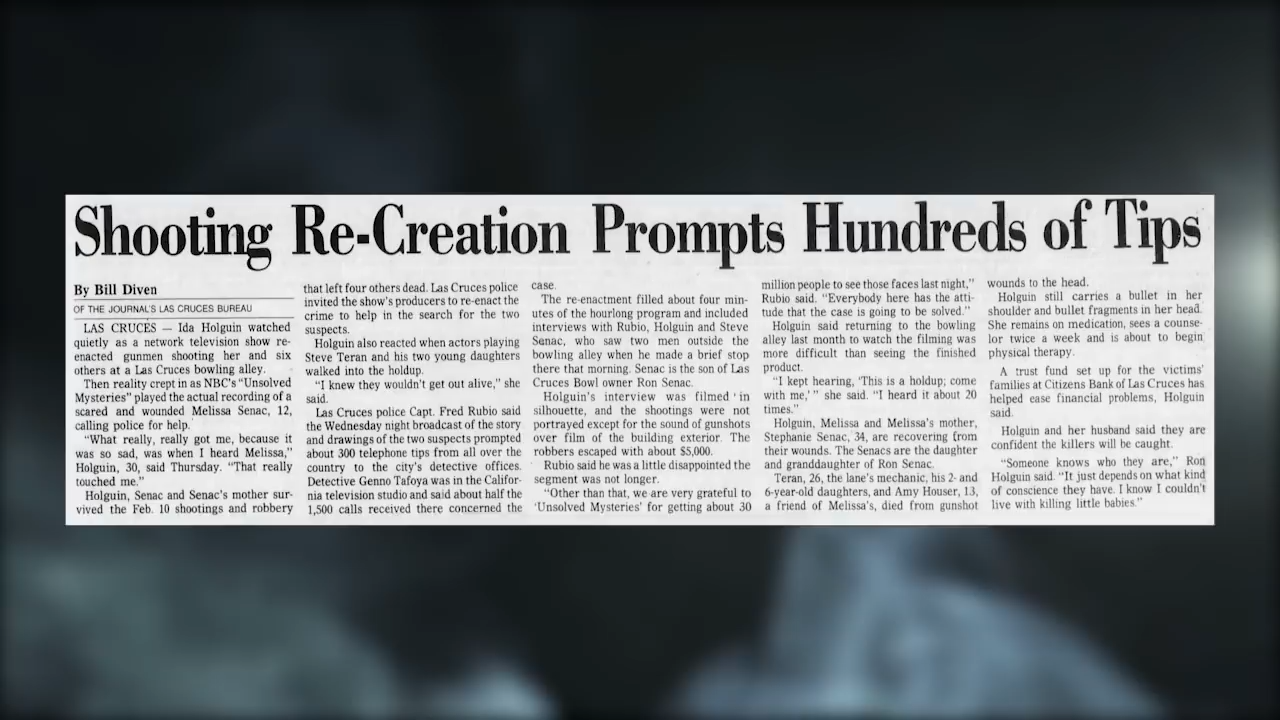 Shooting Re-Creation Prompts Hundreds of Tips
By Bill Diven
OF THE JOURNAL'S LAS CRUCES BUREAU
LAS CRUCES — Ida Holguin watched
quietly as a network television show re-
enacted gunmen shooting her and six
others at a Las Cruces bowling alley.
Then reality crept in as NBC's "Unsolved
Mysteries" played the actual recording of a
scared and wounded Melissa Senac, 12,
calling police for help.
"What really, really got me, because it
was so sad, was when I heard Melissa,"
Holguin, 30, said Thursday. "That really
touched me."
Holguin, Senac and Senac's mother sur-
vived the Feb. 10 shootings and robbery
that left four others dead. Las Cruces police
invited the show's producers to re-enact the
crime to help in the search for the two
suspects.
Holguin also reacted when actors playing
Steve Teran and his two young daughters
walked into the holdup.
"I knew they wouldn't get out alive," she
said.
Las Cruces police Capt. Fred Rubio said
the Wednesday night broadcast of the story
and drawings of the two suspects prompted
about 300 telephone tips from all over the
country to the city's detective offices.
Detective Genno Tafoya was in the Califor-
nia television studio and said about half the
1,500 calls received there concerned the
case.
The re-enactment filled about four min-
utes of the hourlong program and included
interviews with Rubio, Holguin and Steve
Senac, who saw two men outside the
bowling alley when he made a brief stop
there that morning. Senac is the son of Las
Cruces Bowl owner Ron Senac.
Holguin's interview was filmed in
silhouette, and the shootings were not
portrayed except for the sound of gunshots
over film of the building exterior. The
robbers escaped with about $5,000.
Rubio said he was a little disappointed the
segment was not longer.
"Other than that, we are very grateful to
'Unsolved Mysteries' for getting about 30
million people to see those faces last night,"
Rubio said. "Everybody here has the atti-
tude that the case is going to be solved."
Holguin said returning to the bowling
alley last month to watch the filming was
more difficult than seeing the finished
product.
"I kept hearing, 'This is a holdup; come
with me,' " she said. "I heard it about 20
times."
Holguin, Melissa and Melissa's mother,
Stephanie Senac, 34, are recovering from
their wounds. The Senacs are the daughter
and granddaughter of Ron Senac.
Teran, 26, the lane's mechanic, his 2- and
6-year-old daughters, and Amy Houser, 13,
a friend of Melissa's, died from gunshot
wounds to the head.
Holguin still carries a bullet in her
shoulder and bullet fragments in her head.
She remains on medication, sees a counse-
lor twice a week and is about to begin
physical therapy.
A trust fund set up for the victims'
families at Citizens Bank of Las Cruces has
helped ease financial problems, Holguin
said.
Holguin and her husband said they are
confident the killers will be caught.
"Someone knows who they are," Ron
Holguin said. "It just depends on what kind
of conscience they have. I know I couldn't
live with killing little babies."